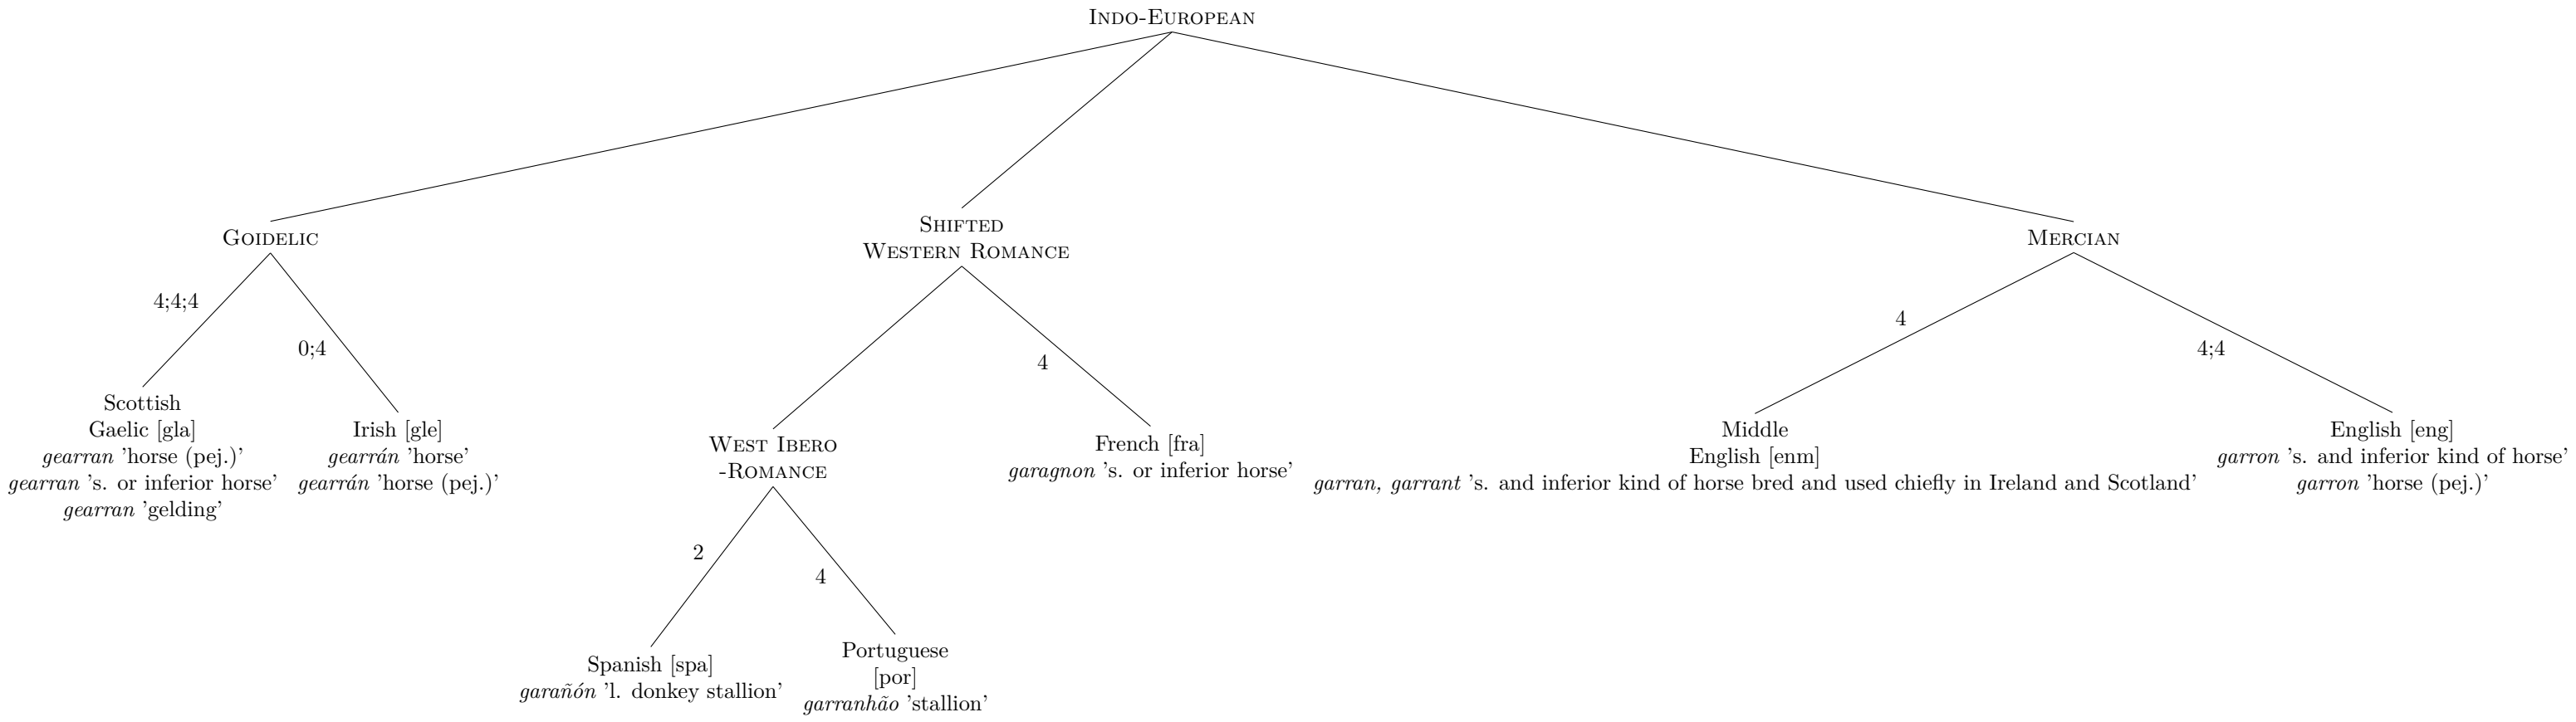 INDO-EUROPEAN
GOIDELIC
SHIFTED
WESTERN ROMANCE
MERCIAN
4;4;4
0;4
4
4
4;4
Scottish
Gaelic [gla]
gearran 'horse (pej.)'
gearran 's. or inferior horse'
gearran 'gelding'
Irish [gle]
gearrán 'horse'
gearrán 'horse (pej.)'
WEST IBERO
-ROMANCE
French [fra]
garagnon 's. or inferior horse'
Middle
English [enm]
garran, garrant 's. and inferior kind of horse bred and used chiefly in Ireland and Scotland'
English [eng]
garron 's. and inferior kind of horse'
garron 'horse (pej.)'
2
4
Spanish [spa]
garañón 'l. donkey stallion'
Portuguese
[por]
garranhão 'stallion'